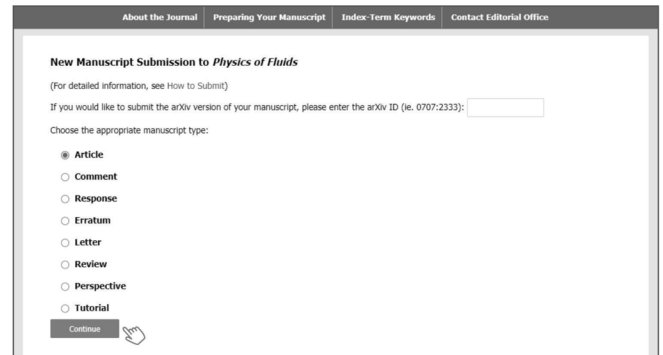 About the Journal Preparing Your Manuscript Index-Term Keywords Contact Editorial Office
New Manuscript Submission to Physics of Fluids
(For detailed information, see How to Submit)
If you would like to submit the arXiv version of your manuscript, please enter the arXiv ID (ie. 0707:2333):
Choose the appropriate manuscript type:
Article
Comment
Response
Erratum
Letter
Review
Perspective
Tutorial
Continue